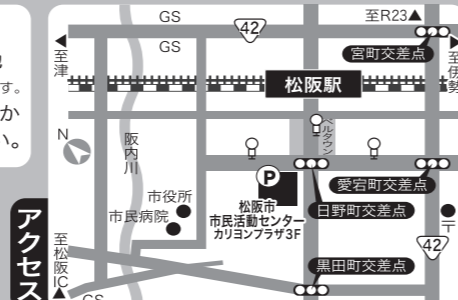 GS
42
至R23▲
GS
宮町交差点
◀至津
▶至伊勢
す。
か
い。
松阪駅
N
阪内川
ベルタウン
P
愛宕町交差点
市役所
市民病院
松阪市
市民活動センター
カリヨンプラザ3F
日野町交差点
〒
アクセス
至松阪IC▲
42
黒田町交差点
GS